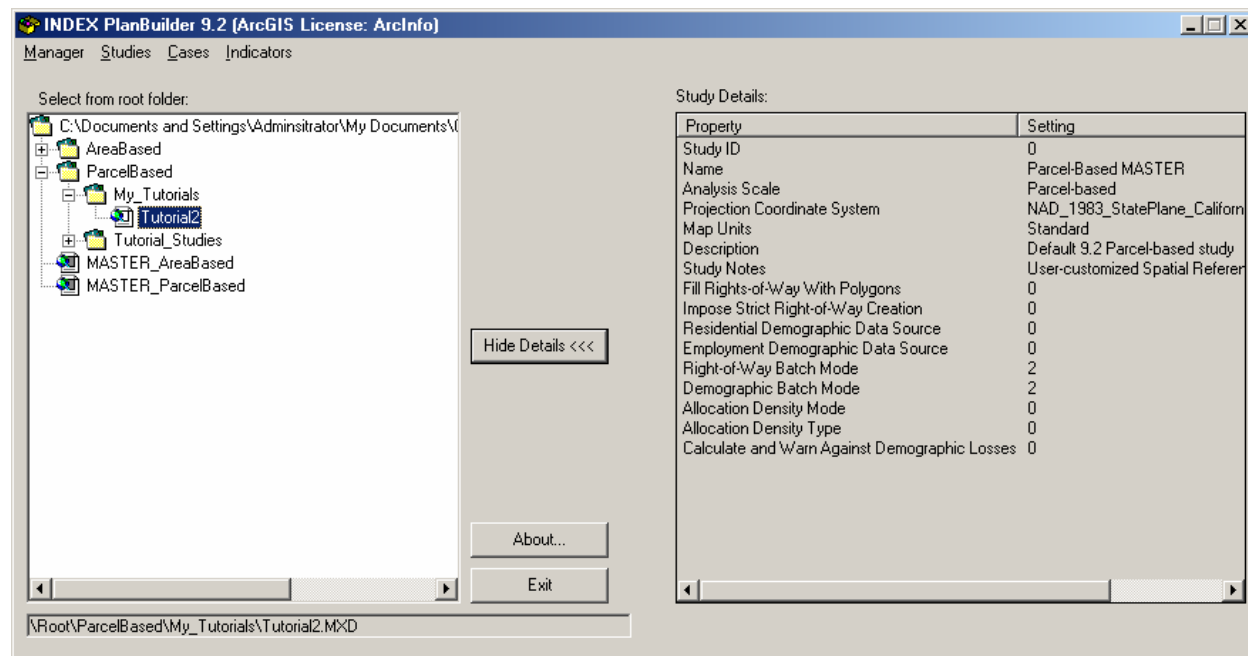 INDEX PlanBuilder 9.2 (ArcGIS License: ArcInfo)
Manager Studies Cases Indicators
Select from root folder:
C:\Documents and Settings\Adminsitrator\My Documents\(
AreaBased
ParcelBased
My_Tutorials
Tutorial2
Tutorial_Studies
MASTER_AreaBased
MASTER_ParcelBased
Hide Details <<<
About...
Exit
\Root\ParcelBased\My_Tutorials\Tutorial2.MXD
Study Details:
Property Setting
Study ID 0
Name Parcel-Based MASTER
Analysis Scale Parcel-based
Projection Coordinate System NAD_1983_StatePlane_Californ
Map Units Standard
Description Default 9.2 Parcel-based study
Study Notes User-customized Spatial Referen
Fill Rights-of-Way With Polygons 0
Impose Strict Right-of-Way Creation 0
Residential Demographic Data Source 0
Employment Demographic Data Source 0
Right-of-Way Batch Mode 2
Demographic Batch Mode 2
Allocation Density Mode 0
Allocation Density Type 0
Calculate and Warn Against Demographic Losses 0